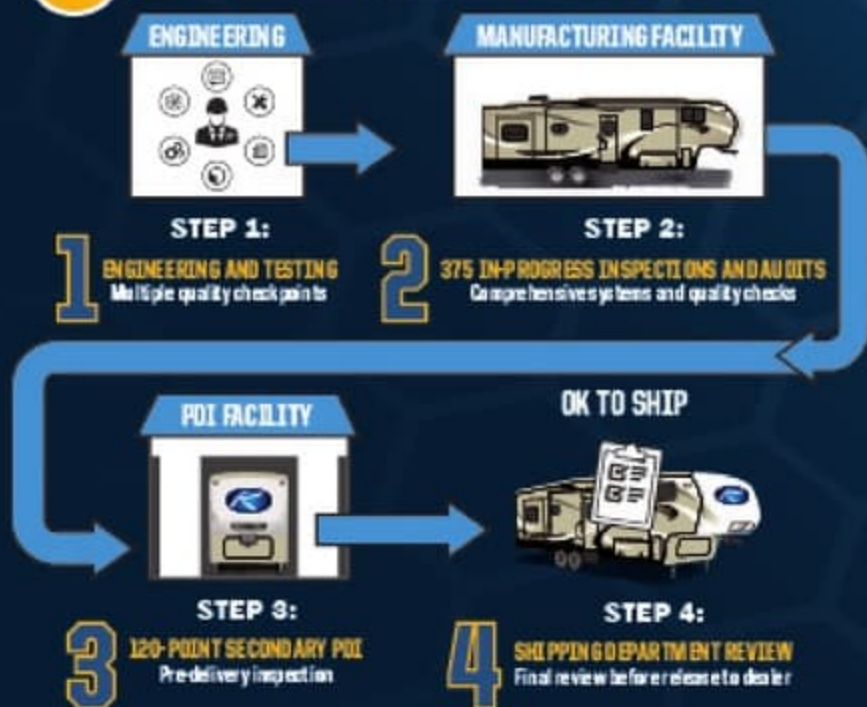 ENGINEERING
MANUFACTURING FACILITY
STEP 1:
1
ENGINEERING AND TESTING
Multiple quality checkpoints
STEP 2:
2
375 IN-PROGRESS INSPECTIONS AND AUDITS
Comprehensive systems and quality checks
PDI FACILITY
OK TO SHIP
STEP 3:
3
120-POINT SECONDARY PDI
Pre-delivery inspection
STEP 4:
4
SHIPPING DEPARTMENT REVIEW
Final review before release to dealer